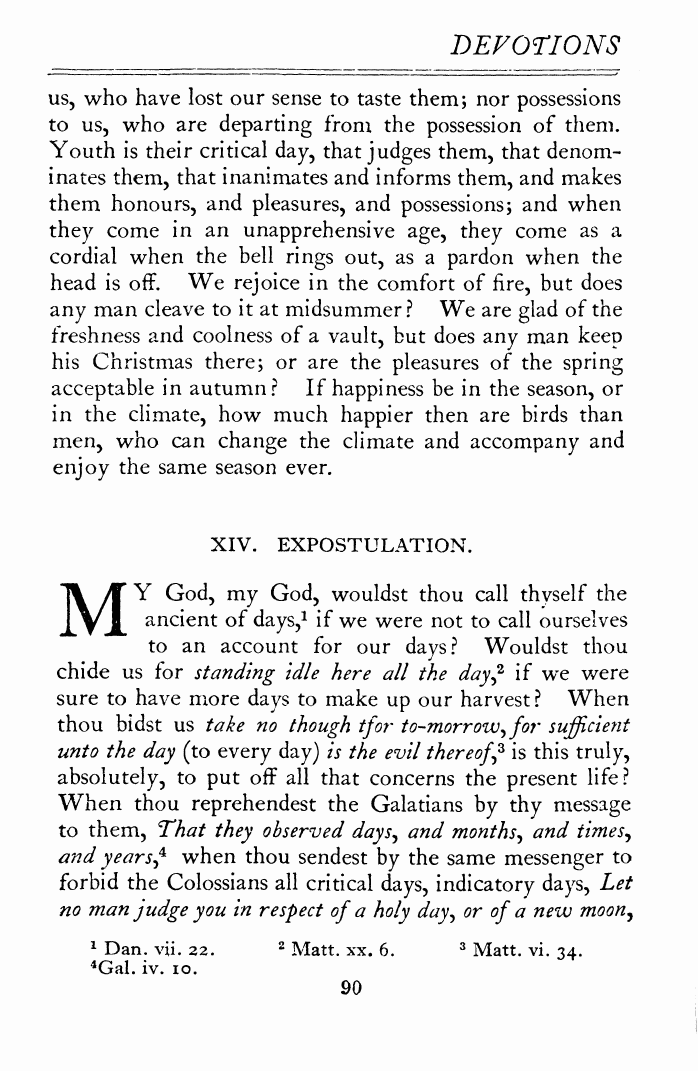 DEVOTIONS
us, who have lost our sense to taste them; nor possessions
to us, who are departing from the possession of them.
Youth is their critical day, that judges them, that denom-
inates them, that inanimates and informs them, and makes
them honours, and pleasures, and possessions; and when
they come in an unapprehensive age, they come as a
cordial when the bell rings out, as a pardon when the
head is off. We rejoice in the comfort of fire, but does
any man cleave to it at midsummer? We are glad of the
freshness and coolness of a vault, but does any man keep
his Christmas there; or are the pleasures of the spring
acceptable in autumn? If happiness be in the season, or
in the climate, how much happier then are birds than
men, who can change the climate and accompany and
enjoy the same season ever.
XIV. EXPOSTULATION.
MY God, my God, wouldst thou call thyself the
ancient of days,¹ if we were not to call ourselves
to an account for our days? Wouldst thou
chide us for standing idle here all the day,² if we were
sure to have more days to make up our harvest? When
thou bidst us take no though tfor to-morrow, for sufficient
unto the day (to every day) is the evil thereof,³ is this truly,
absolutely, to put off all that concerns the present life?
When thou reprehendest the Galatians by thy message
to them, That they observed days, and months, and times,
and years,⁴ when thou sendest by the same messenger to
forbid the Colossians all critical days, indicatory days, Let
no man judge you in respect of a holy day, or of a new moon,
¹ Dan. vii. 22. ² Matt. xx. 6. ³ Matt. vi. 34.
⁴Gal. iv. 10.
90